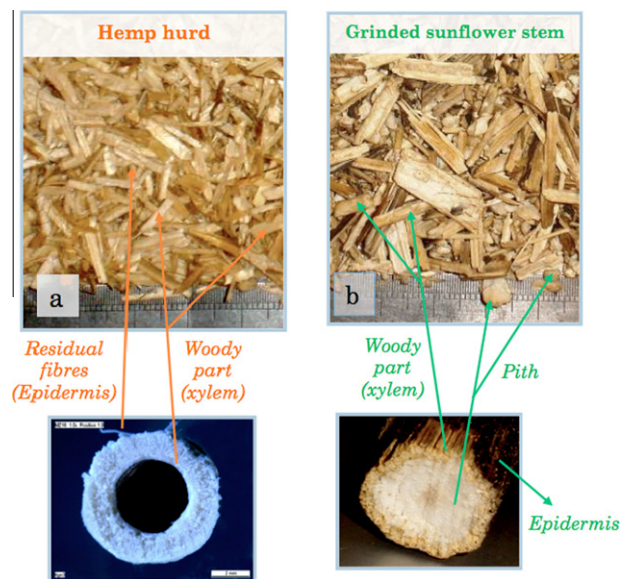 Hemp hurd
Grinded sunflower stem
a
b
Residual
fibres
(Epidermis)
Woody
part
(xylem)
Woody
part
(xylem)
Pith
Epidermis